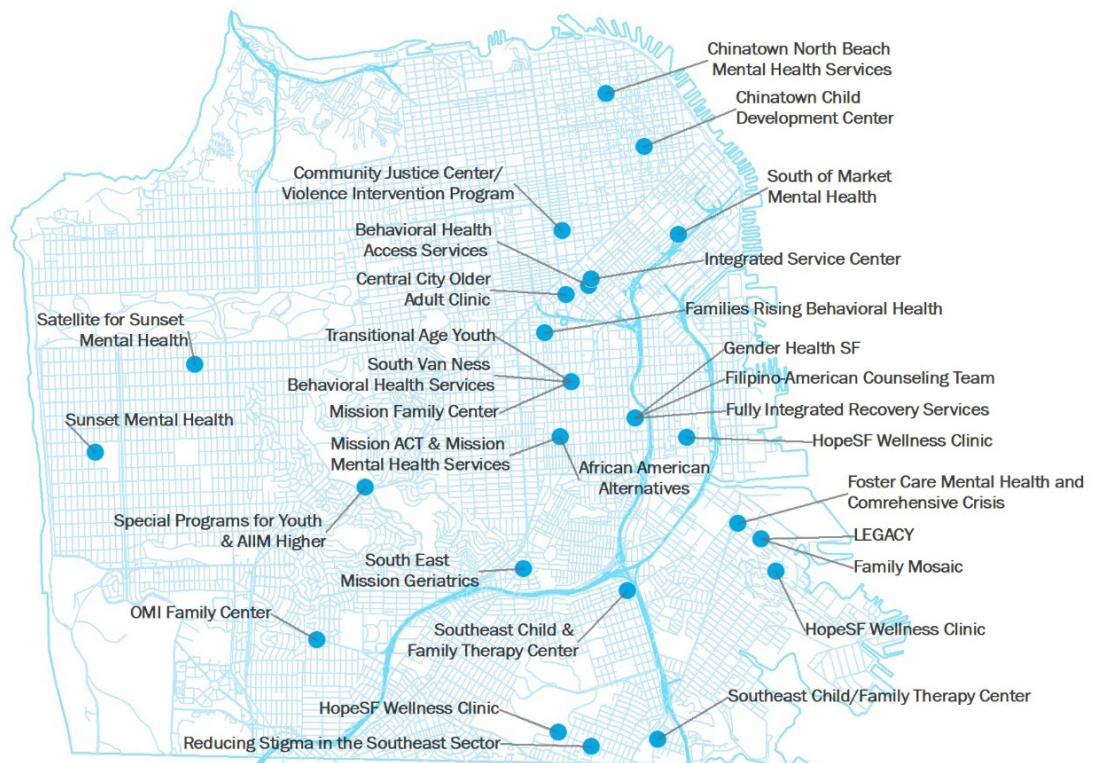 Chinatown North Beach
Mental Health Services
Chinatown Child
Development Center
Community Justice Center/
Violence Intervention Program
South of Market
Mental Health
Behavioral Health
Access Services
Integrated Service Center
Central City Older
Adult Clinic
Families Rising Behavioral Health
Satellite for Sunset
Mental Health
Transitional Age Youth
Gender Health SF
South Van Ness
Behavioral Health Services
Filipino-American Counseling Team
Mission Family Center
Fully Integrated Recovery Services
Sunset Mental Health
HopeSF Wellness Clinic
Mission ACT & Mission
Mental Health Services
African American
Alternatives
Foster Care Mental Health and
Comrehensive Crisis
Special Programs for Youth
& AIIM Higher
LEGACY
Family Mosaic
South East
Mission Geriatrics
OMI Family Center
Southeast Child &
Family Therapy Center
HopeSF Wellness Clinic
Southeast Child/Family Therapy Center
HopeSF Wellness Clinic
Reducing Stigma in the Southeast Sector